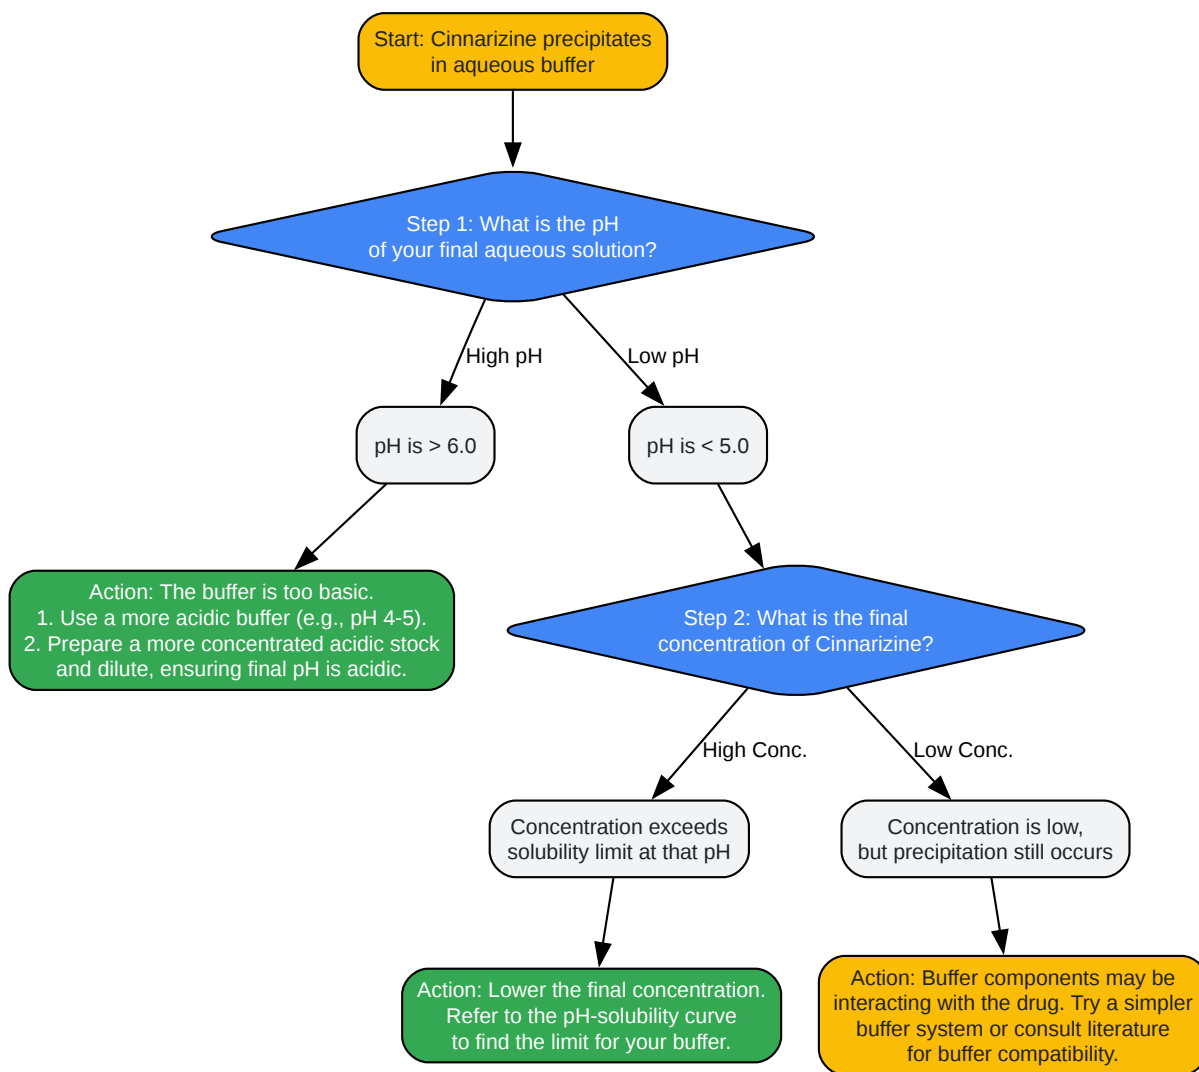 Start: Cinnarizine precipitates
in aqueous buffer
Step 1: What is the pH
of your final aqueous solution?
High pH
Low pH
pH is > 6.0
pH is < 5.0
Action: The buffer is too basic.
1. Use a more acidic buffer (e.g., pH 4-5).
2. Prepare a more concentrated acidic stock
and dilute, ensuring final pH is acidic.
Step 2: What is the final
concentration of Cinnarizine?
High Conc.
Low Conc.
Concentration exceeds
solubility limit at that pH
Concentration is low,
but precipitation still occurs
Action: Lower the final concentration.
Refer to the pH-solubility curve
to find the limit for your buffer.
Action: Buffer components may be
interacting with the drug. Try a simpler
buffer system or consult literature
for buffer compatibility.